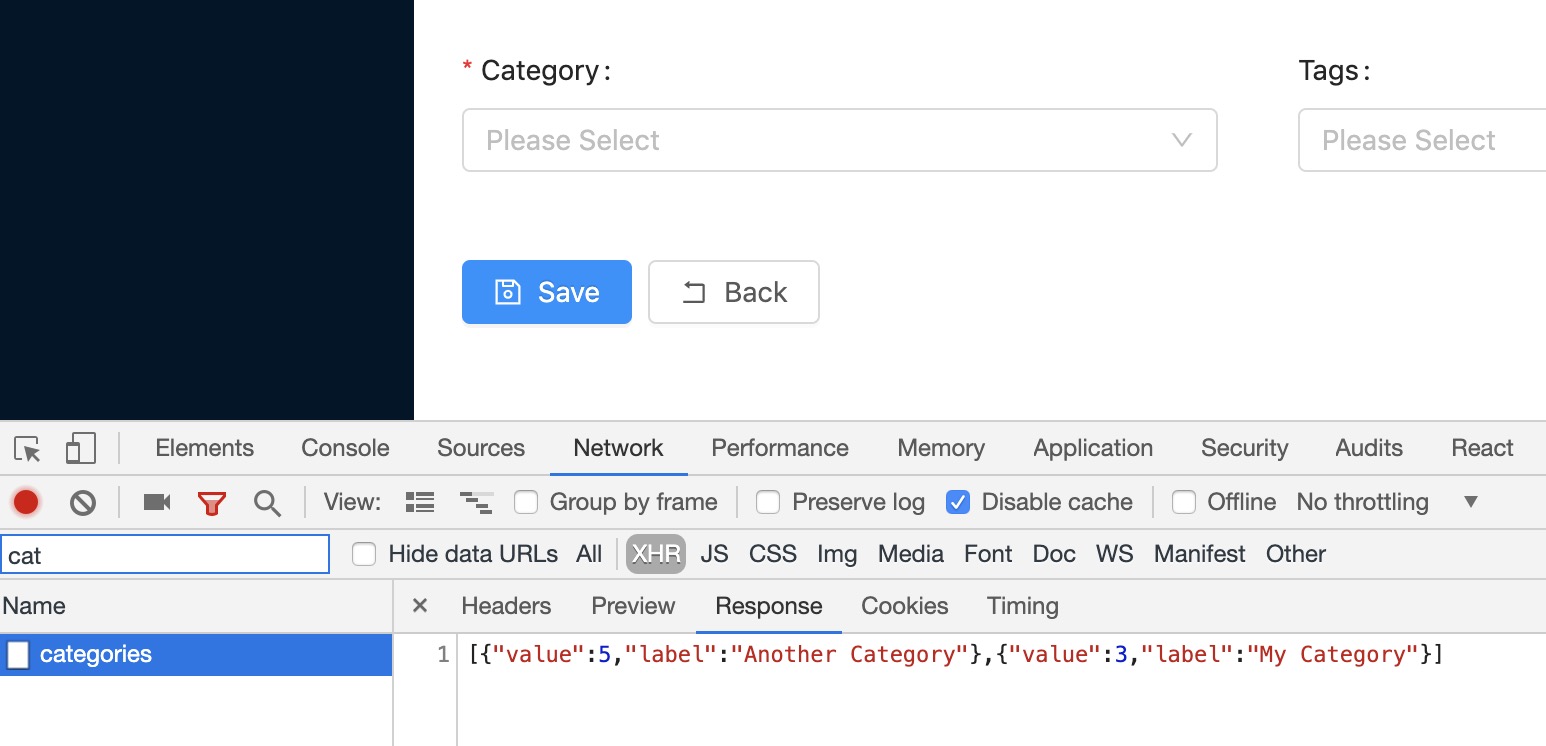 * Category: Tags:
Please Select Please Select
Save Back
Elements Console Sources Network Performance Memory Application Security Audits React
View: Group by frame Preserve log Disable cache Offline No throttling
cat Hide data URLs All XHR JS CSS Img Media Font Doc WS Manifest Other
Name × Headers Preview Response Cookies Timing
categories 1 [{"value":5,"label":"Another Category"},{"value":3,"label":"My Category"}]